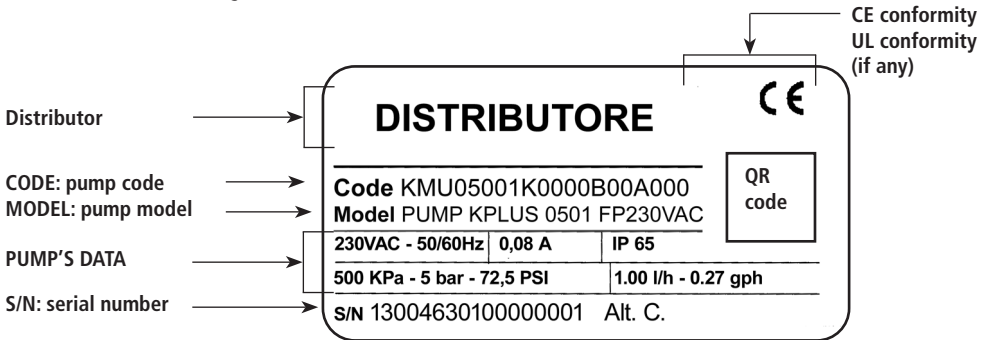 CE conformity
UL conformity
(if any)
Distributor
DISTRIBUTORE
CE
CODE: pump code
MODEL: pump model
Code KMU05001K0000B00A000
Model PUMP KPLUS 0501 FP230VAC
QR
code
PUMP'S DATA
230VAC - 50/60Hz 0,08 A IP 65
500 KPa - 5 bar - 72,5 PSI 1.00 l/h - 0.27 gph
S/N: serial number
S/N 13004630100000001 Alt. C.